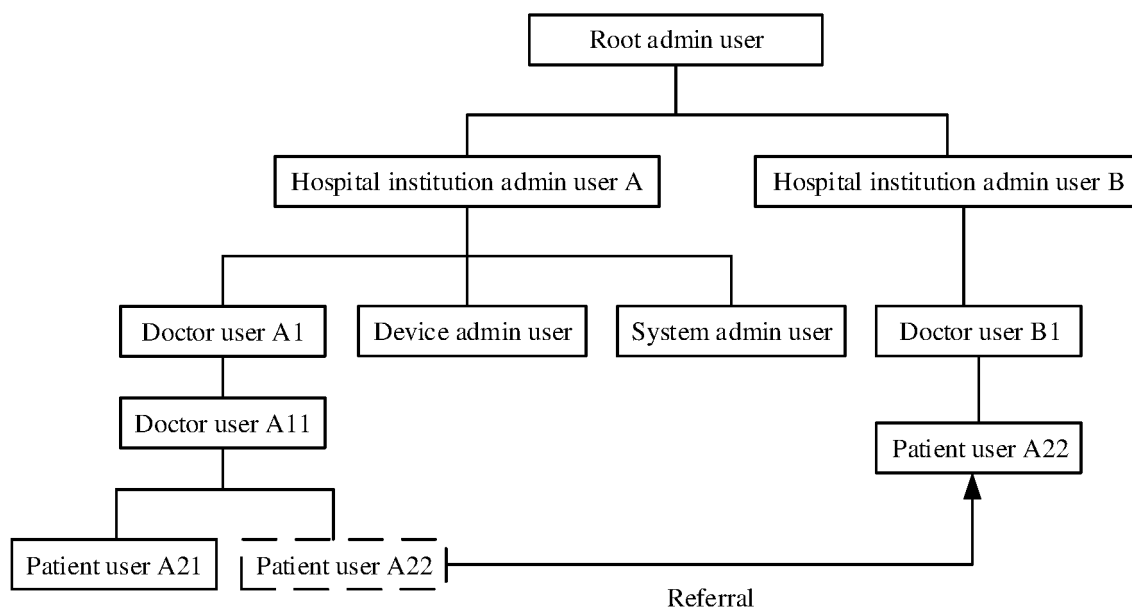 Root admin user
Hospital institution admin user A
Hospital institution admin user B
Doctor user A1
Device admin user
System admin user
Doctor user B1
Doctor user A11
Patient user A22
Patient user A21
Patient user A22
Referral